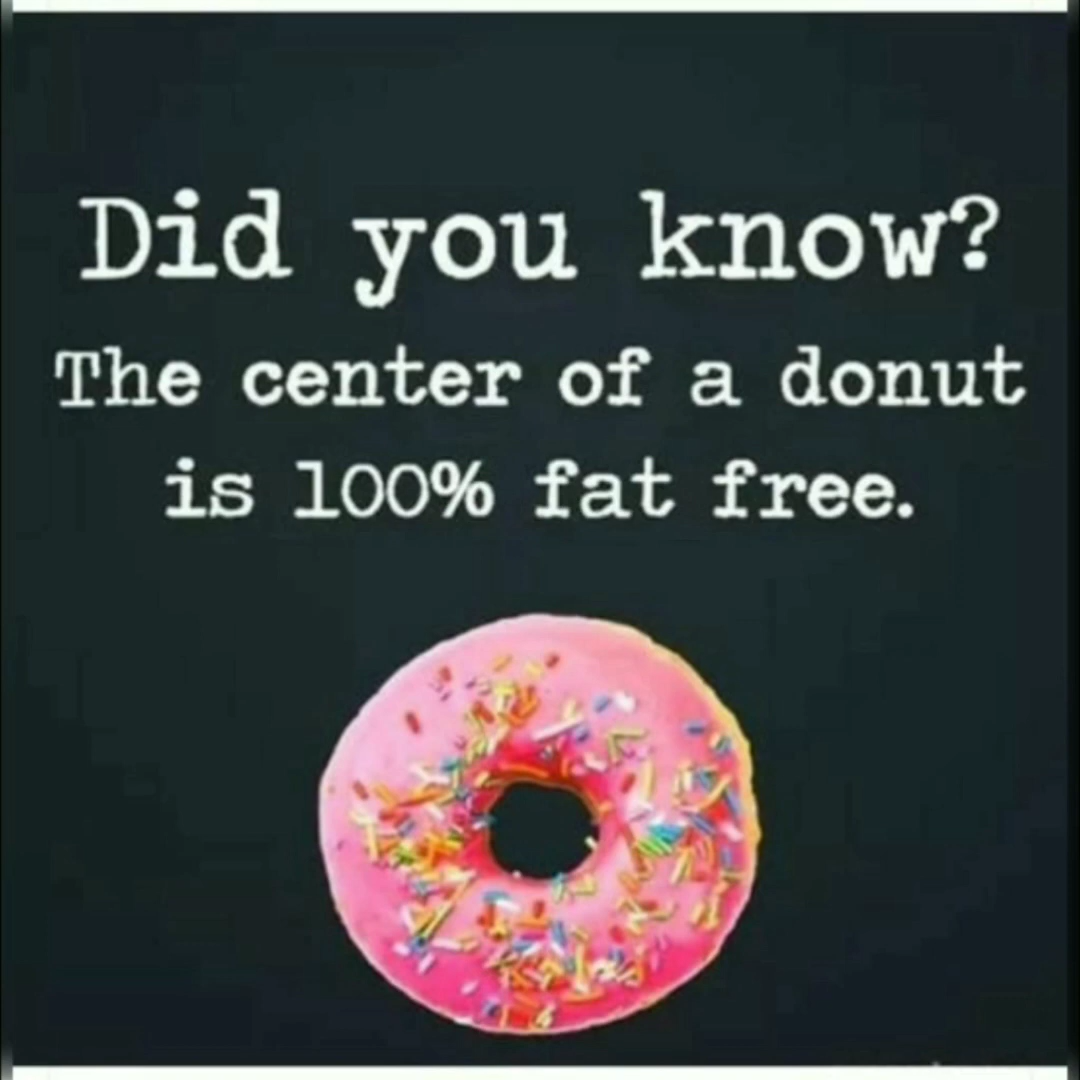 Did you know?
The center of a donut
is 100% fat free.